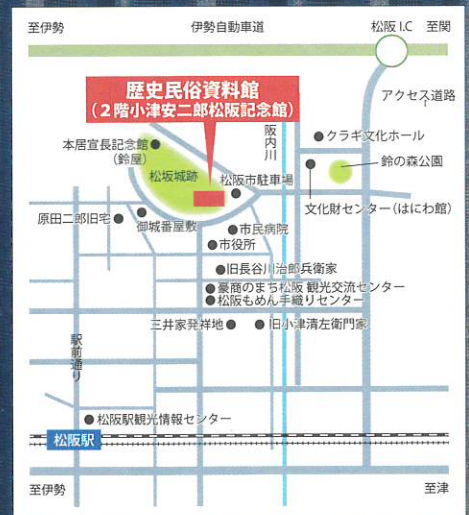 至伊勢
伊勢自動車道
松阪 I.C
至関
アクセス道路
歴史民俗資料館
(2階小津安二郎松阪記念館)
阪内川
クラギ文化ホール
本居宣長記念館
(鈴屋)
鈴の森公園
松坂城跡
松阪市駐車場
文化財センター(はにわ館)
原田二郎旧宅
御城番屋敷
市民病院
市役所
旧長谷川治郎兵衛家
豪商のまち松阪 観光交流センター
松阪もめん手織りセンター
三井家発祥地
旧小津清左衛門家
駅前通り
松阪駅観光情報センター
松阪駅
至伊勢
至津